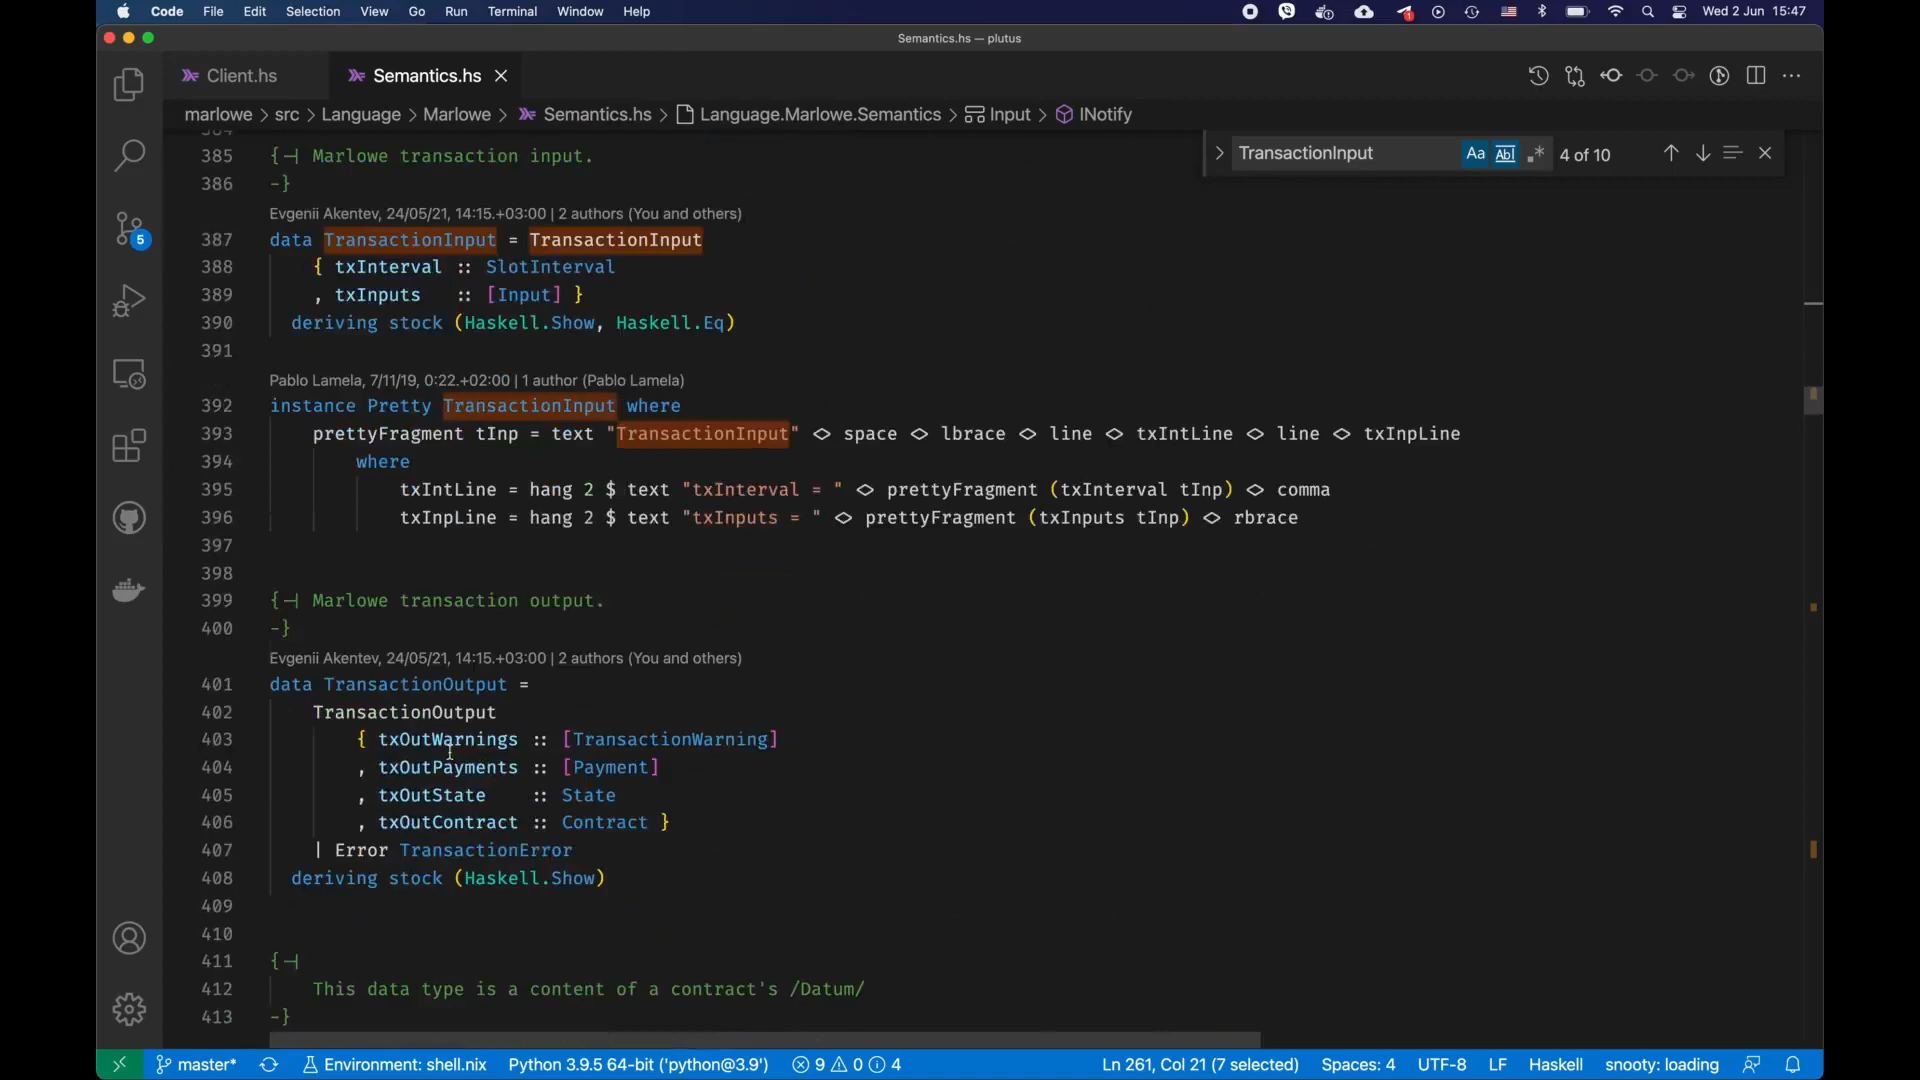 Code File Edit Selection View Go Run Terminal Window Help 1 Wed 2 Jun 15:47
Semantics.hs — plutus
Client.hs Semantics.hs
marlowe > src > Language > Marlowe > Semantics.hs > Language.Marlowe.Semantics > Input > INotify
TransactionInput Aa Abl .* 4 of 10
5
384
385 {-| Marlowe transaction input.
386 -}
Evgenii Akentev, 24/05/21, 14:15.+03:00 | 2 authors (You and others)
387 data TransactionInput = TransactionInput
388 { txInterval :: SlotInterval
389 , txInputs :: [Input] }
390 deriving stock (Haskell.Show, Haskell.Eq)
391
Pablo Lamela, 7/11/19, 0:22.+02:00 | 1 author (Pablo Lamela)
392 instance Pretty TransactionInput where
393 prettyFragment tInp = text "TransactionInput" <> space <> lbrace <> line <> txIntLine <> line <> txInpLine
394 where
395 txIntLine = hang 2 $ text "txInterval = " <> prettyFragment (txInterval tInp) <> comma
396 txInpLine = hang 2 $ text "txInputs = " <> prettyFragment (txInputs tInp) <> rbrace
397
398
399 {-| Marlowe transaction output.
400 -}
Evgenii Akentev, 24/05/21, 14:15.+03:00 | 2 authors (You and others)
401 data TransactionOutput =
402 TransactionOutput
403 { txOutWarnings :: [TransactionWarning]
404 , txOutPayments :: [Payment]
405 , txOutState :: State
406 , txOutContract :: Contract }
407 | Error TransactionError
408 deriving stock (Haskell.Show)
409
410
411 {-|
412 This data type is a content of a contract's /Datum/
413 -}
master* Environment: shell.nix Python 3.9.5 64-bit ('python@3.9') 9 0 4 Ln 261, Col 21 (7 selected) Spaces: 4 UTF-8 LF Haskell snooty: loading